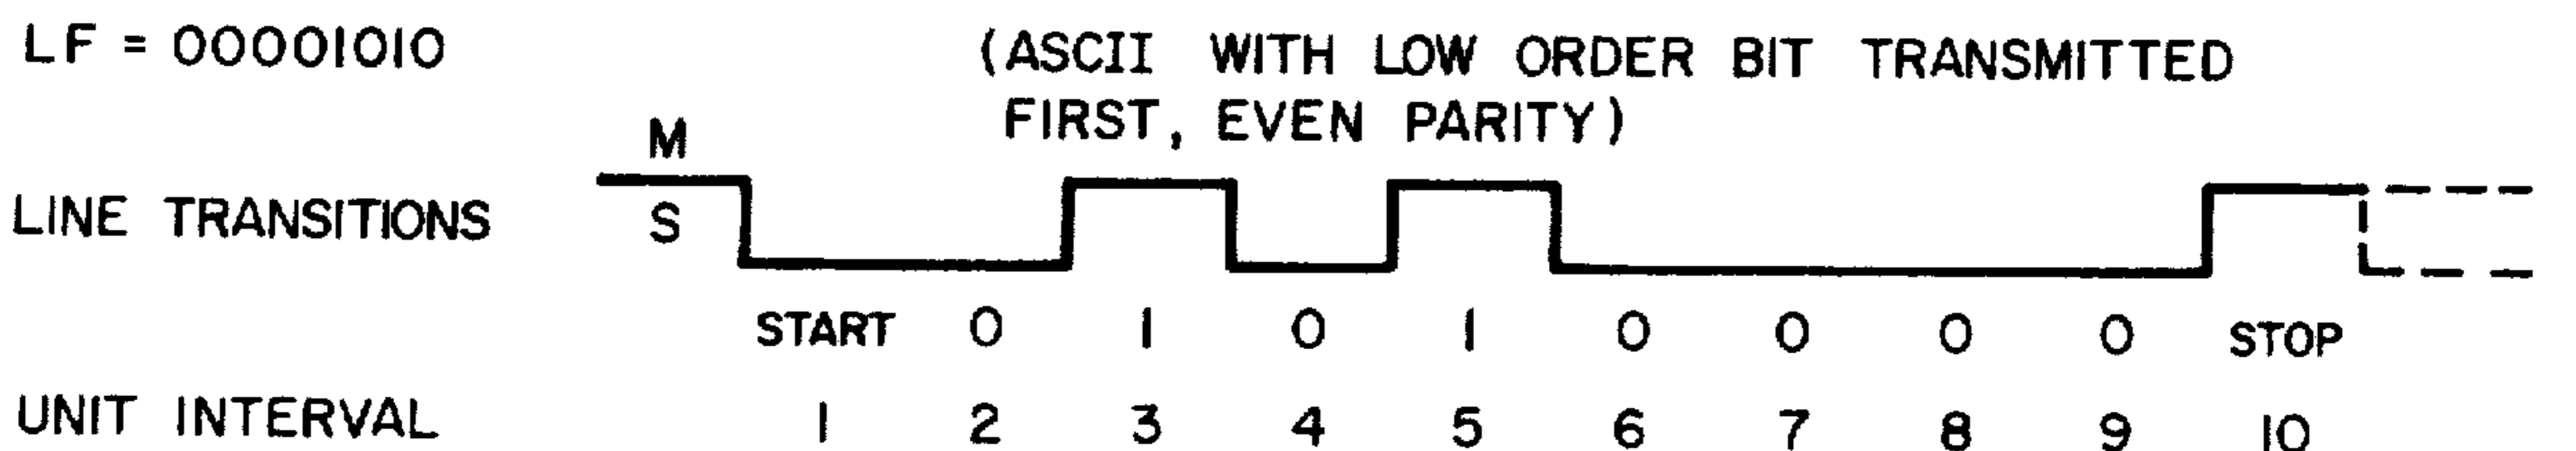 LF = 00001010
(ASCII WITH LOW ORDER BIT TRANSMITTED
FIRST, EVEN PARITY)
M
LINE TRANSITIONS S
START 0 1 0 1 0 0 0 0 STOP
UNIT INTERVAL 1 2 3 4 5 6 7 8 9 10